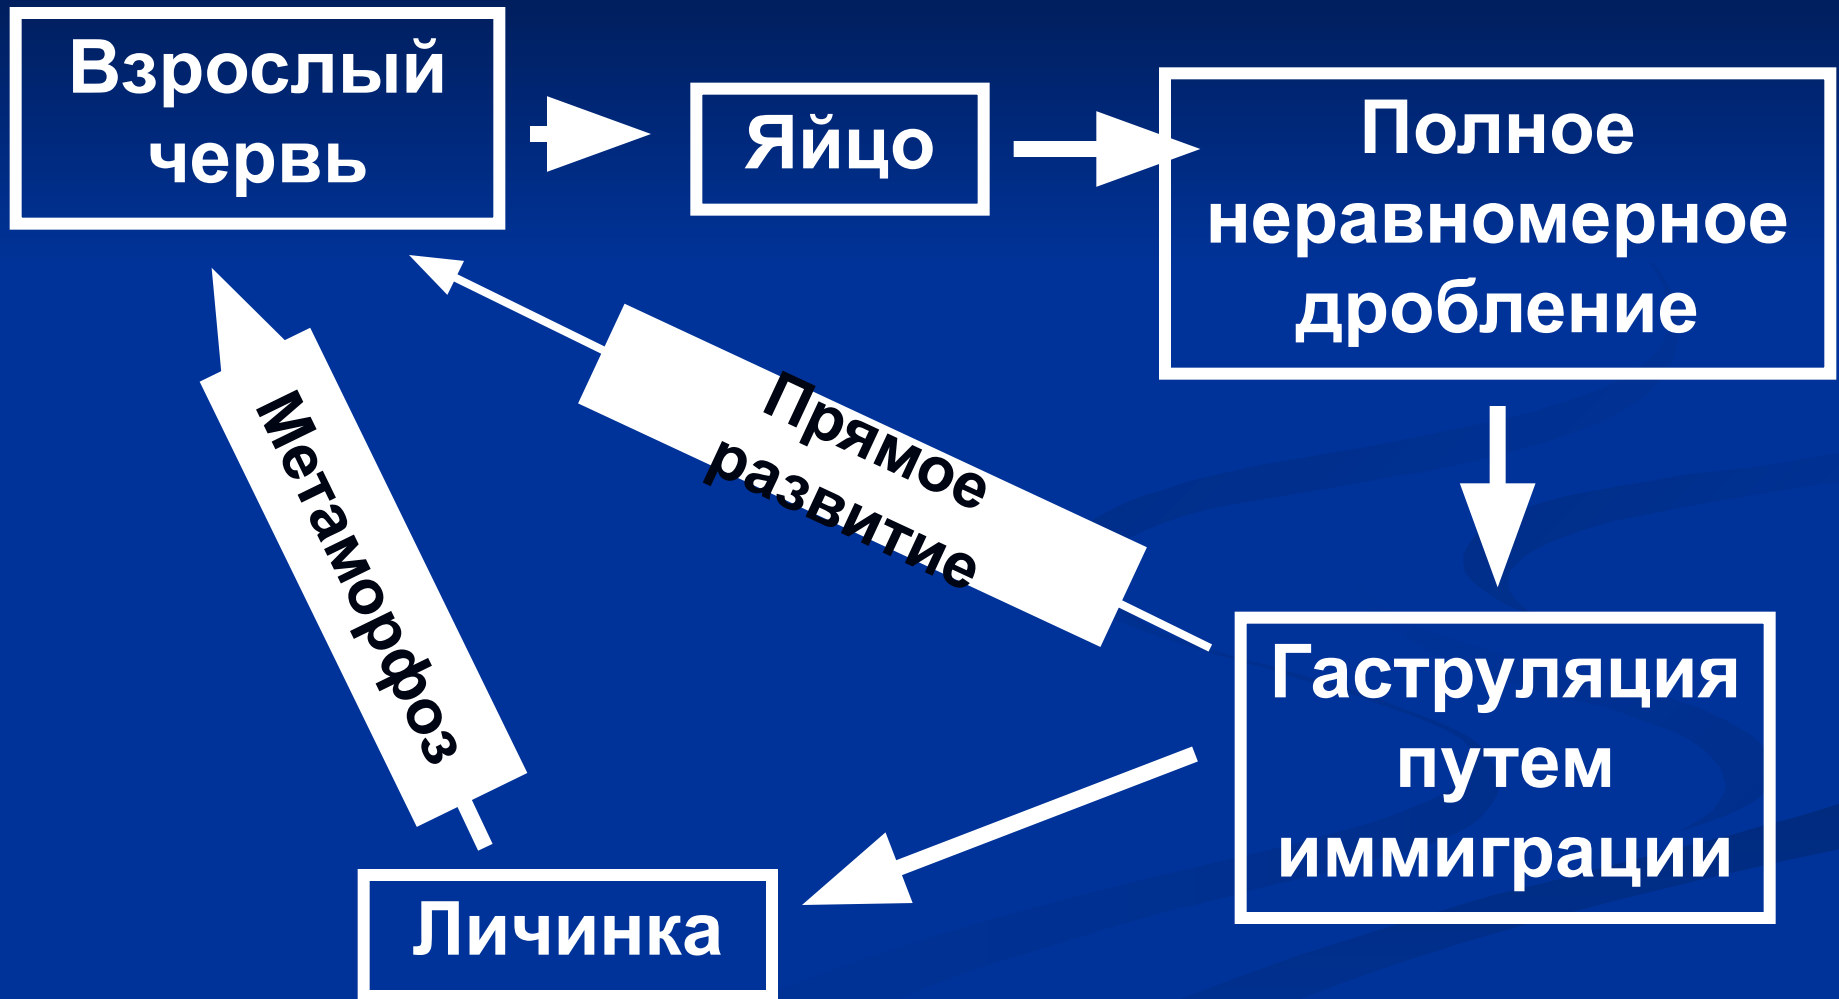 Взрослый
червь
Яйцо
Полное
неравномерное
дробление
Прямое
развитие
Метаморфоз
Гаструляция
путем
иммиграции
Личинка